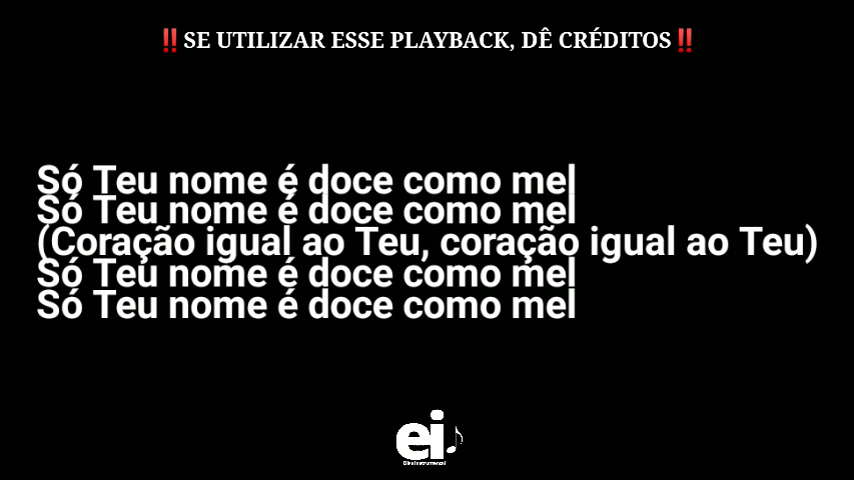 ‼️SE UTILIZAR ESSE PLAYBACK, DÊ CRÉDITOS‼️
Só Teu nome é doce como mel
Só Teu nome é doce como mel
(Coração igual ao Teu, coração igual ao Teu)
Só Teu nome é doce como mel
Só Teu nome é doce como mel
ei